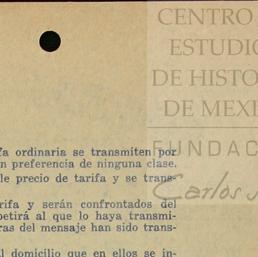 CENTRO
ESTUDIO
DE HISTO
DE MEXI
FUNDAC
Carlos
fa ordinaria se transmiten por
n preferencia de ninguna clase.
le precio de tarifa y se trans-
rifa y serán confrontados del
petirá al que lo haya transmi-
ras del mensaje han sido trans-
l domicilio que en ellos se in-